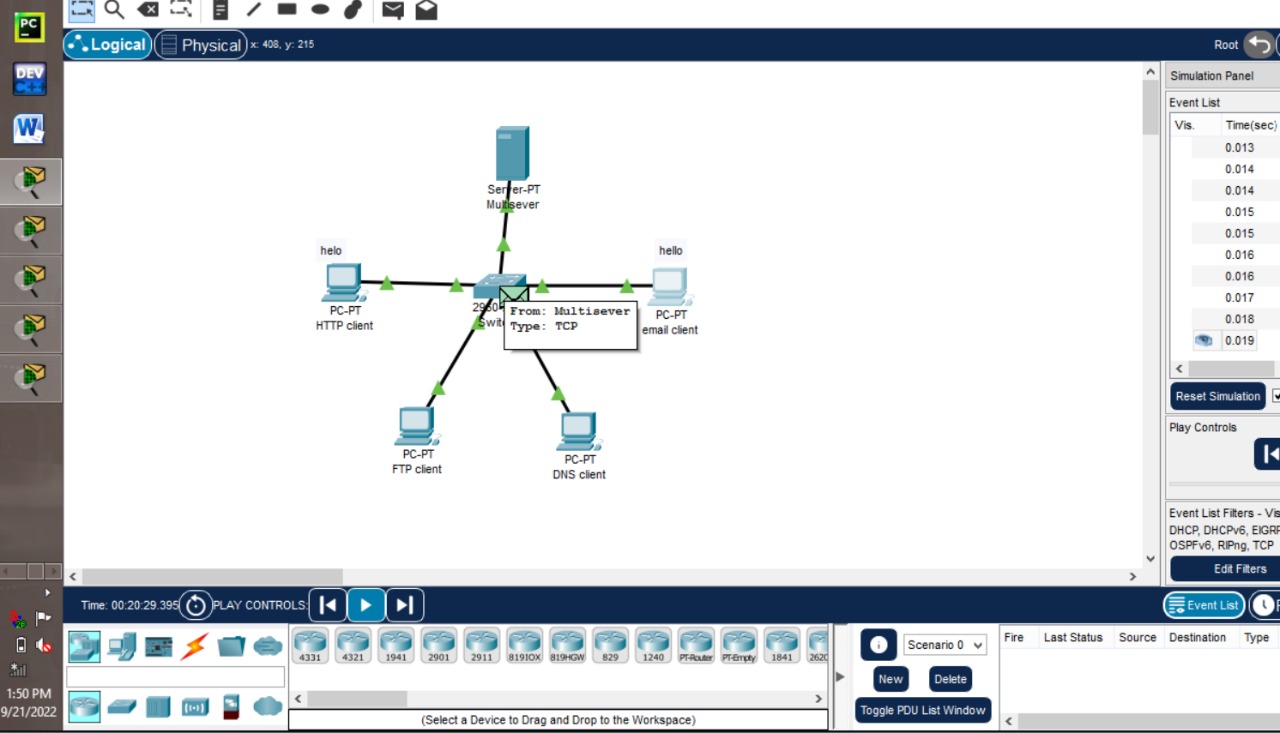 PC
DEV
C++
W
Logical
Physical
x: 408, y: 215
Root
Simulation Panel
Event List
Vis.
Time(sec)
0.013
0.014
0.014
0.015
0.015
0.016
0.016
0.017
0.018
0.019
Reset Simulation
Play Controls
Event List Filters - Vis
DHCP, DHCPv6, EIGRP
OSPFv6, RIPng, TCP
Edit Filters
Server-PT
Multisever
helo
PC-PT
HTTP client
hello
PC-PT
email client
2960-
Swit
From: Multisever
Type: TCP
PC-PT
FTP client
PC-PT
DNS client
Time: 00:20:29.395
PLAY CONTROLS:
Event List
4331
4321
1941
2901
2911
819IOX
819HGW
829
1240
PT-Router
PT-Empty
1841
2620
(Select a Device to Drag and Drop to the Workspace)
Scenario 0
New
Delete
Toggle PDU List Window
Fire
Last Status
Source
Destination
Type
1:50 PM
9/21/2022